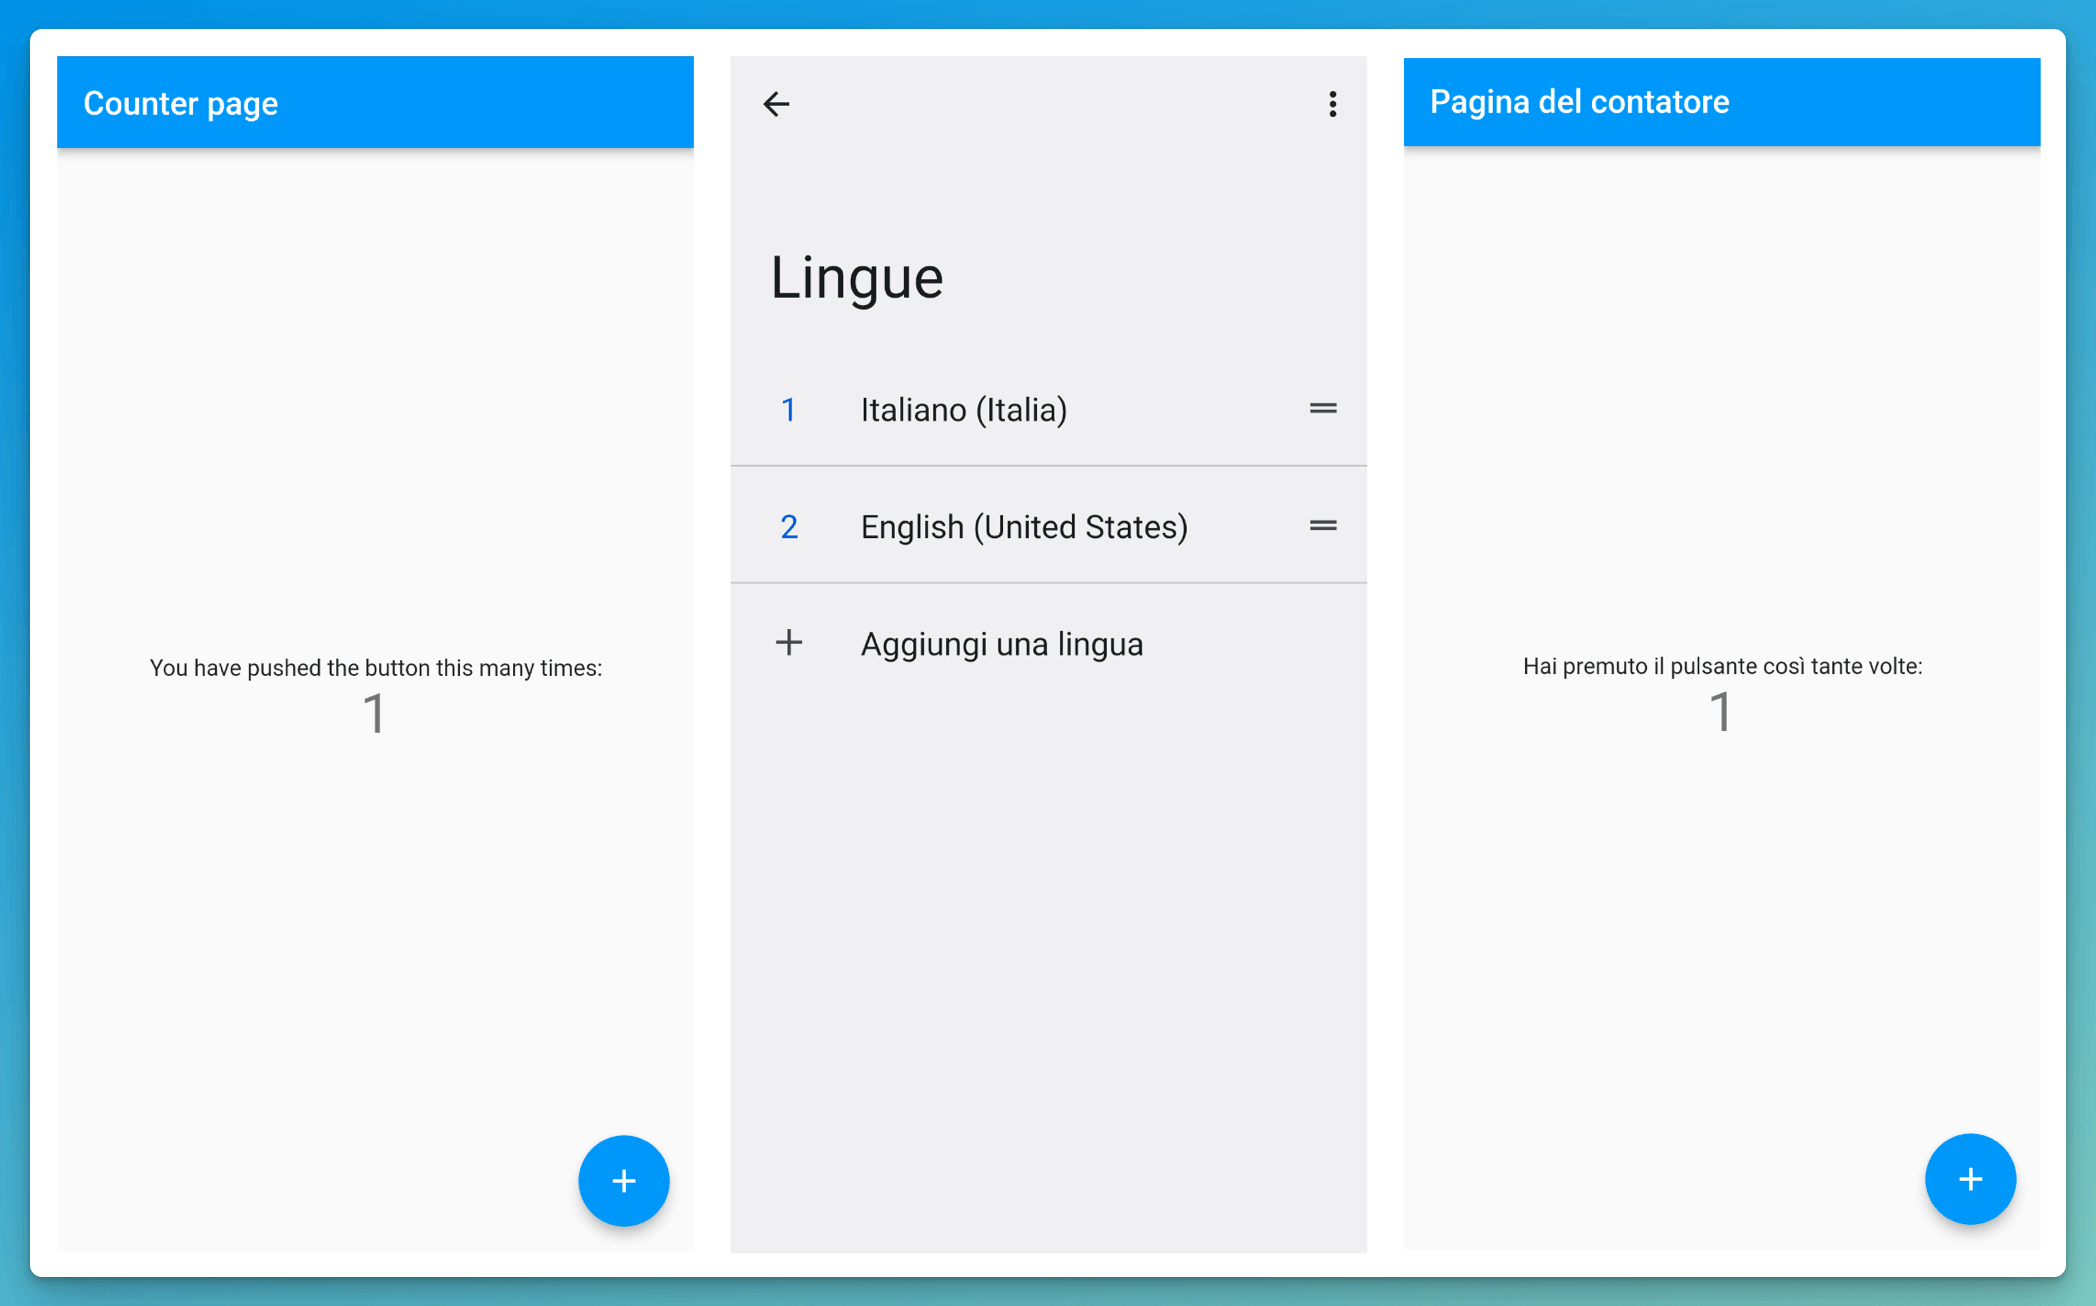 Counter page
You have pushed the button this many times:
1
Lingue
1 Italiano (Italia)
2 English (United States)
+ Aggiungi una lingua
Pagina del contatore
Hai premuto il pulsante così tante volte:
1